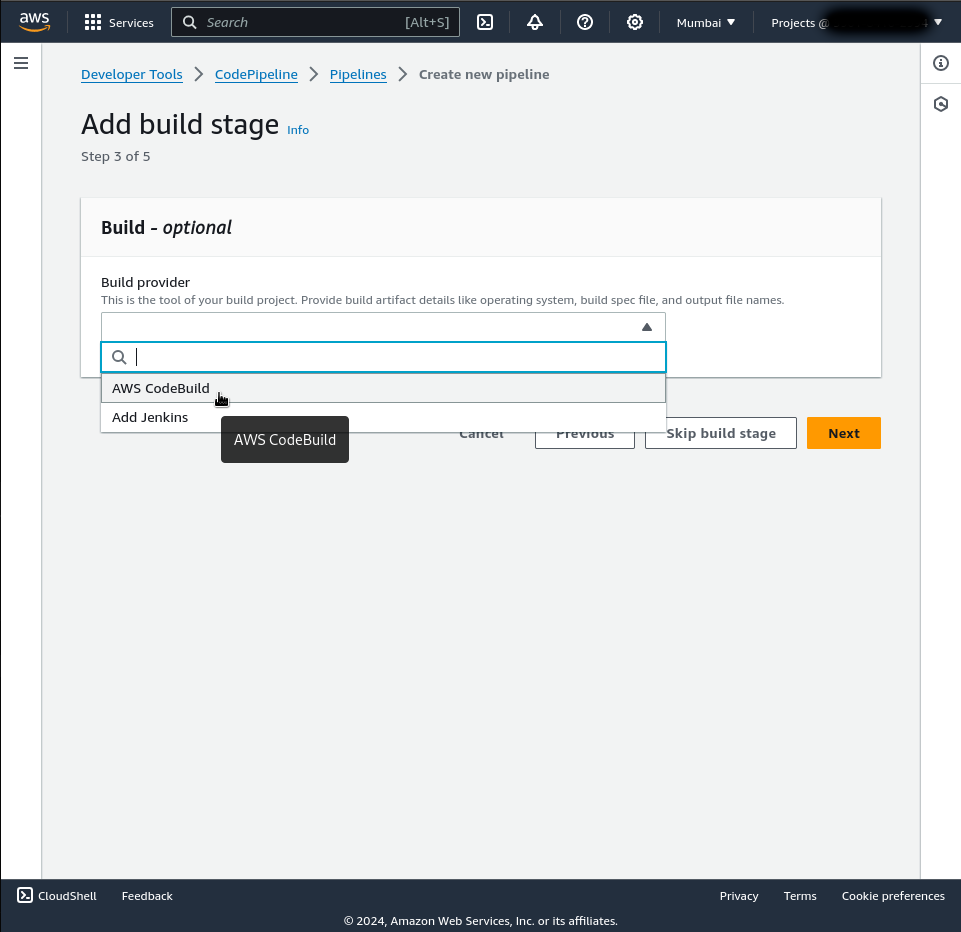 aws Services Search [Alt+S] Mumbai Projects @
Developer Tools CodePipeline Pipelines Create new pipeline
Add build stage Info
Step 3 of 5
Build - optional
Build provider
This is the tool of your build project. Provide build artifact details like operating system, build spec file, and output file names.
AWS CodeBuild
Add Jenkins
AWS CodeBuild
Cancel Previous Skip build stage Next
CloudShell Feedback Privacy Terms Cookie preferences
© 2024, Amazon Web Services, Inc. or its affiliates.